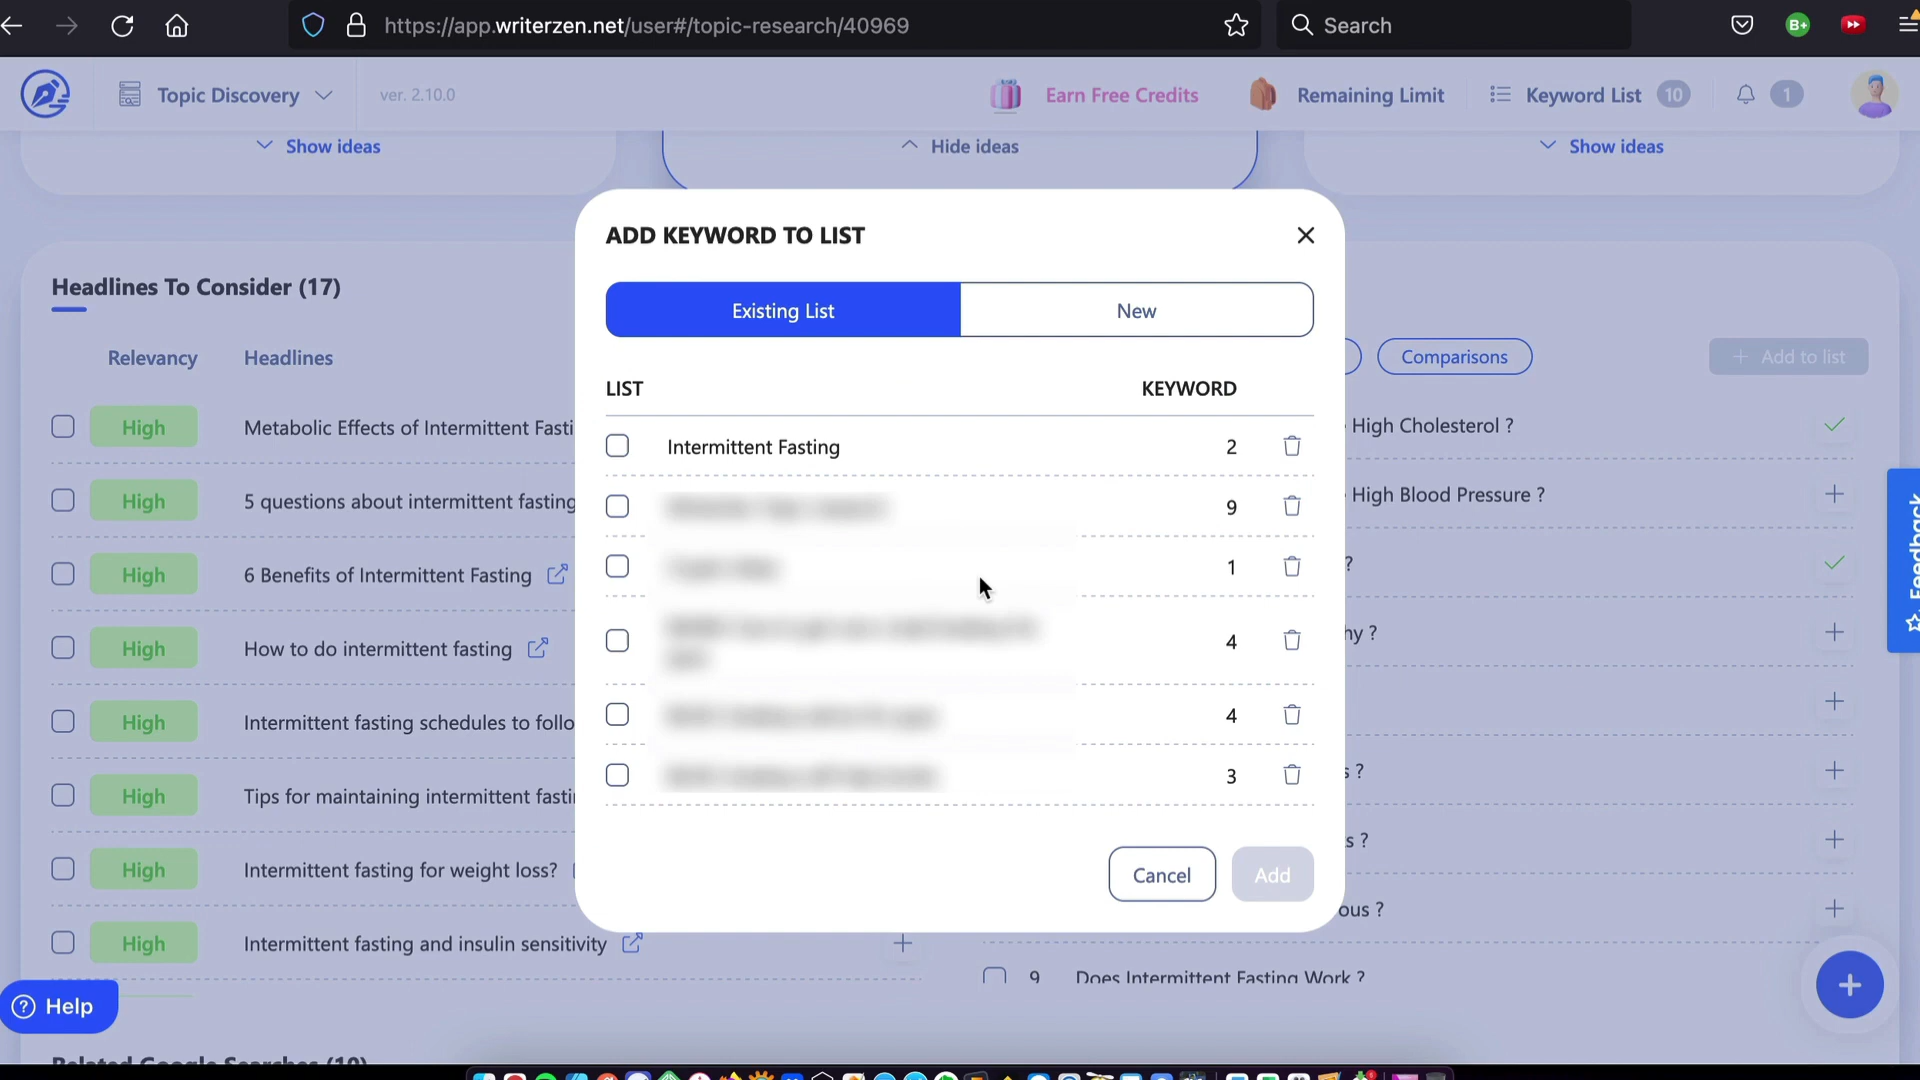 https://app.writerzen.net/user#/topic-research/40969
Search
B+
Topic Discovery
ver. 2.10.0
Earn Free Credits
Remaining Limit
Keyword List 10
1
Show ideas
Hide ideas
Show ideas
ADD KEYWORD TO LIST
Existing List
New
LIST
KEYWORD
Intermittent Fasting
2
9
1
4
4
3
Cancel
Add
Headlines To Consider (17)
Relevancy
Headlines
High
Metabolic Effects of Intermittent Fasti
High
5 questions about intermittent fasting
High
6 Benefits of Intermittent Fasting
High
How to do intermittent fasting
High
Intermittent fasting schedules to follo
High
Tips for maintaining intermittent fasti
High
Intermittent fasting for weight loss?
High
Intermittent fasting and insulin sensitivity
Comparisons
+ Add to list
High Cholesterol ?
High Blood Pressure ?
?
hy ?
s ?
s ?
ous ?
9
Does Intermittent Fasting Work ?
Feedback
Help
Related Google Searches (10)